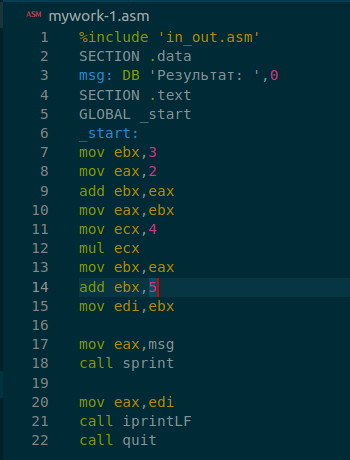 ASM mywork-1.asm
1 %include 'in_out.asm'
2 SECTION .data
3 msg: DB 'Результат: ',0
4 SECTION .text
5 GLOBAL _start
6 _start:
7 mov ebx,3
8 mov eax,2
9 add ebx,eax
10 mov eax,ebx
11 mov ecx,4
12 mul ecx
13 mov ebx,eax
14 add ebx,5
15 mov edi,ebx
16
17 mov eax,msg
18 call sprint
19
20 mov eax,edi
21 call iprintLF
22 call quit